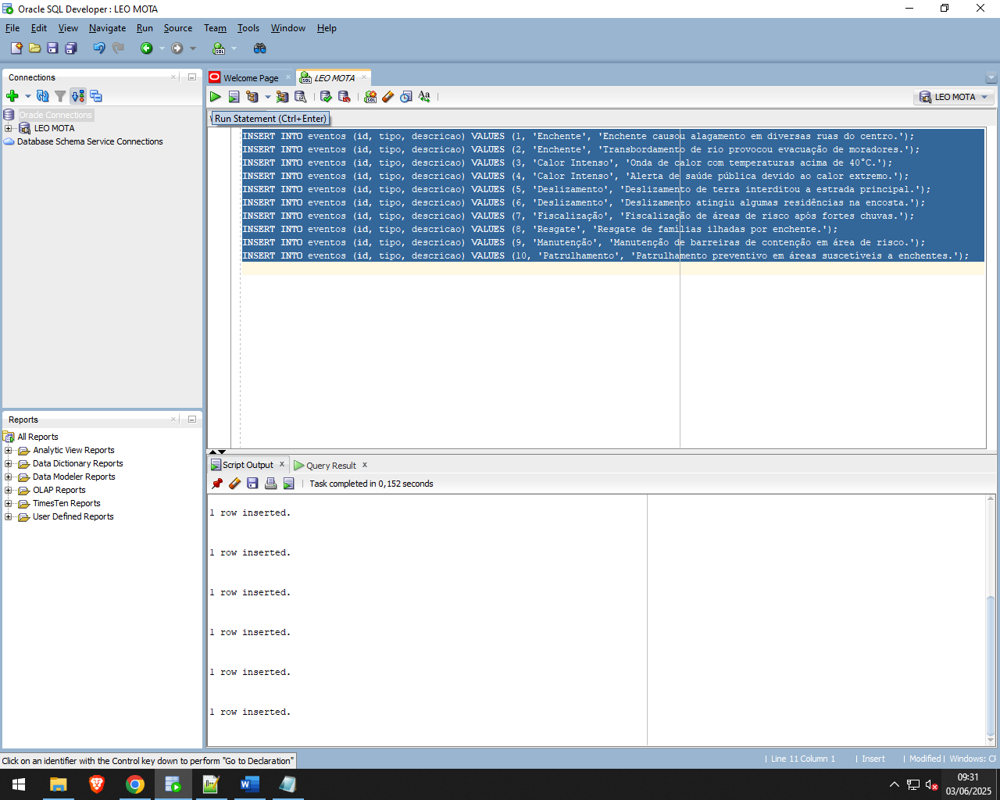 Oracle SQL Developer : LEO MOTA
File Edit View Navigate Run Source Team Tools Window Help
Connections
Oracle Connections
LEO MOTA
Database Schema Service Connections
Reports
All Reports
Analytic View Reports
Data Dictionary Reports
Data Modeler Reports
OLAP Reports
TimesTen Reports
User Defined Reports
Welcome Page
LEO MOTA
LEO MOTA
Run Statement (Ctrl+Enter)
INSERT INTO eventos (id, tipo, descricao) VALUES (1, 'Enchente', 'Enchente causou alagamento em diversas ruas do centro.');
INSERT INTO eventos (id, tipo, descricao) VALUES (2, 'Enchente', 'Transbordamento de rio provocou evacuação de moradores.');
INSERT INTO eventos (id, tipo, descricao) VALUES (3, 'Calor Intenso', 'Onda de calor com temperaturas acima de 40°C.');
INSERT INTO eventos (id, tipo, descricao) VALUES (4, 'Calor Intenso', 'Alerta de saúde pública devido ao calor extremo.');
INSERT INTO eventos (id, tipo, descricao) VALUES (5, 'Deslizamento', 'Deslizamento de terra interditou a estrada principal.');
INSERT INTO eventos (id, tipo, descricao) VALUES (6, 'Deslizamento', 'Deslizamento atingiu algumas residências na encosta.');
INSERT INTO eventos (id, tipo, descricao) VALUES (7, 'Fiscalização', 'Fiscalização de áreas de risco após fortes chuvas.');
INSERT INTO eventos (id, tipo, descricao) VALUES (8, 'Resgate', 'Resgate de famílias ilhadas por enchente.');
INSERT INTO eventos (id, tipo, descricao) VALUES (9, 'Manutenção', 'Manutenção de barreiras de contenção em área de risco.');
INSERT INTO eventos (id, tipo, descricao) VALUES (10, 'Patrulhamento', 'Patrulhamento preventivo em áreas suscetíveis a enchentes.');
Script Output x Query Result x
Task completed in 0,152 seconds
1 row inserted.
1 row inserted.
1 row inserted.
1 row inserted.
1 row inserted.
1 row inserted.
Click on an identifier with the Control key down to perform "Go to Declaration"
Line 11 Column 1 | Insert | Modified | Windows:
09:31
03/06/2025